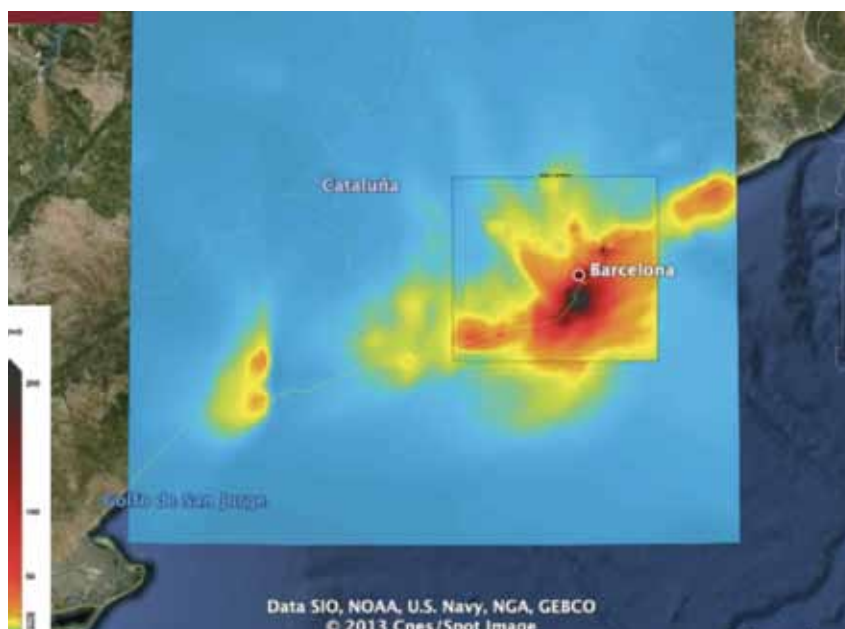 Cataluña
Barcelona
Golfo de San Jorge
Data SIO, NOAA, U.S. Navy, NGA, GEBCO
© 2013 Cnes/Spot Image